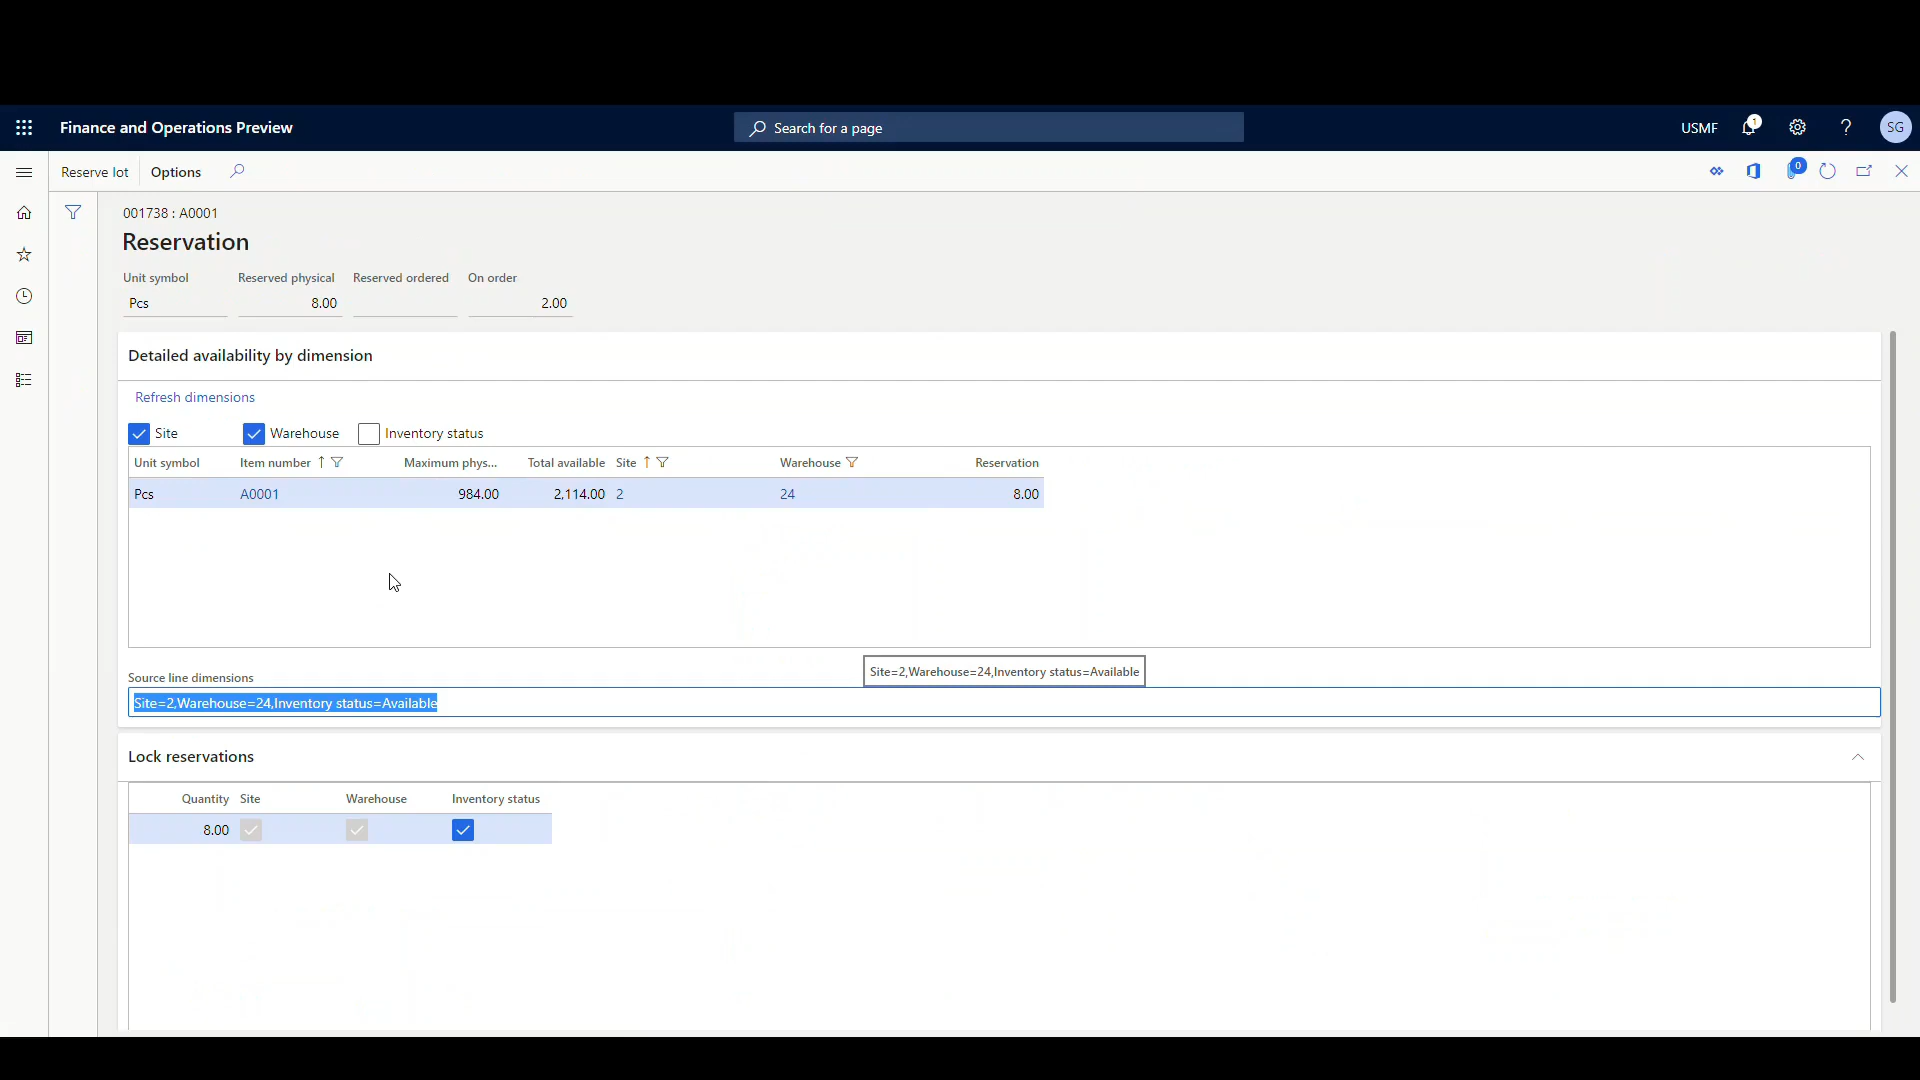 Finance and Operations Preview
Search for a page
USMF
1
?
SG
Reserve lot
Options
0
001738 : A0001
Reservation
Unit symbol Reserved physical Reserved ordered On order
Pcs 8.00 2.00
Detailed availability by dimension
Refresh dimensions
Site Warehouse Inventory status
Unit symbol Item number Maximum phys... Total available Site Warehouse Reservation
Pcs A0001 984.00 2,114.00 2 24 8.00
Site=2,Warehouse=24,Inventory status=Available
Source line dimensions
Site=2,Warehouse=24,Inventory status=Available
Lock reservations
Quantity Site Warehouse Inventory status
8.00